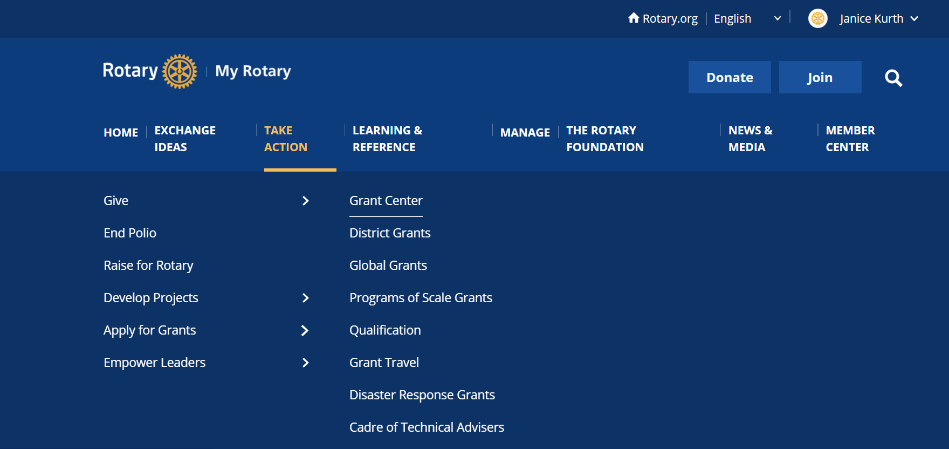 Rotary.org English Janice Kurth
Rotary My Rotary
Donate Join
HOME EXCHANGE IDEAS TAKE ACTION LEARNING & REFERENCE MANAGE THE ROTARY FOUNDATION NEWS & MEDIA MEMBER CENTER
Give
End Polio
Raise for Rotary
Develop Projects
Apply for Grants
Empower Leaders
Grant Center
District Grants
Global Grants
Programs of Scale Grants
Qualification
Grant Travel
Disaster Response Grants
Cadre of Technical Advisers